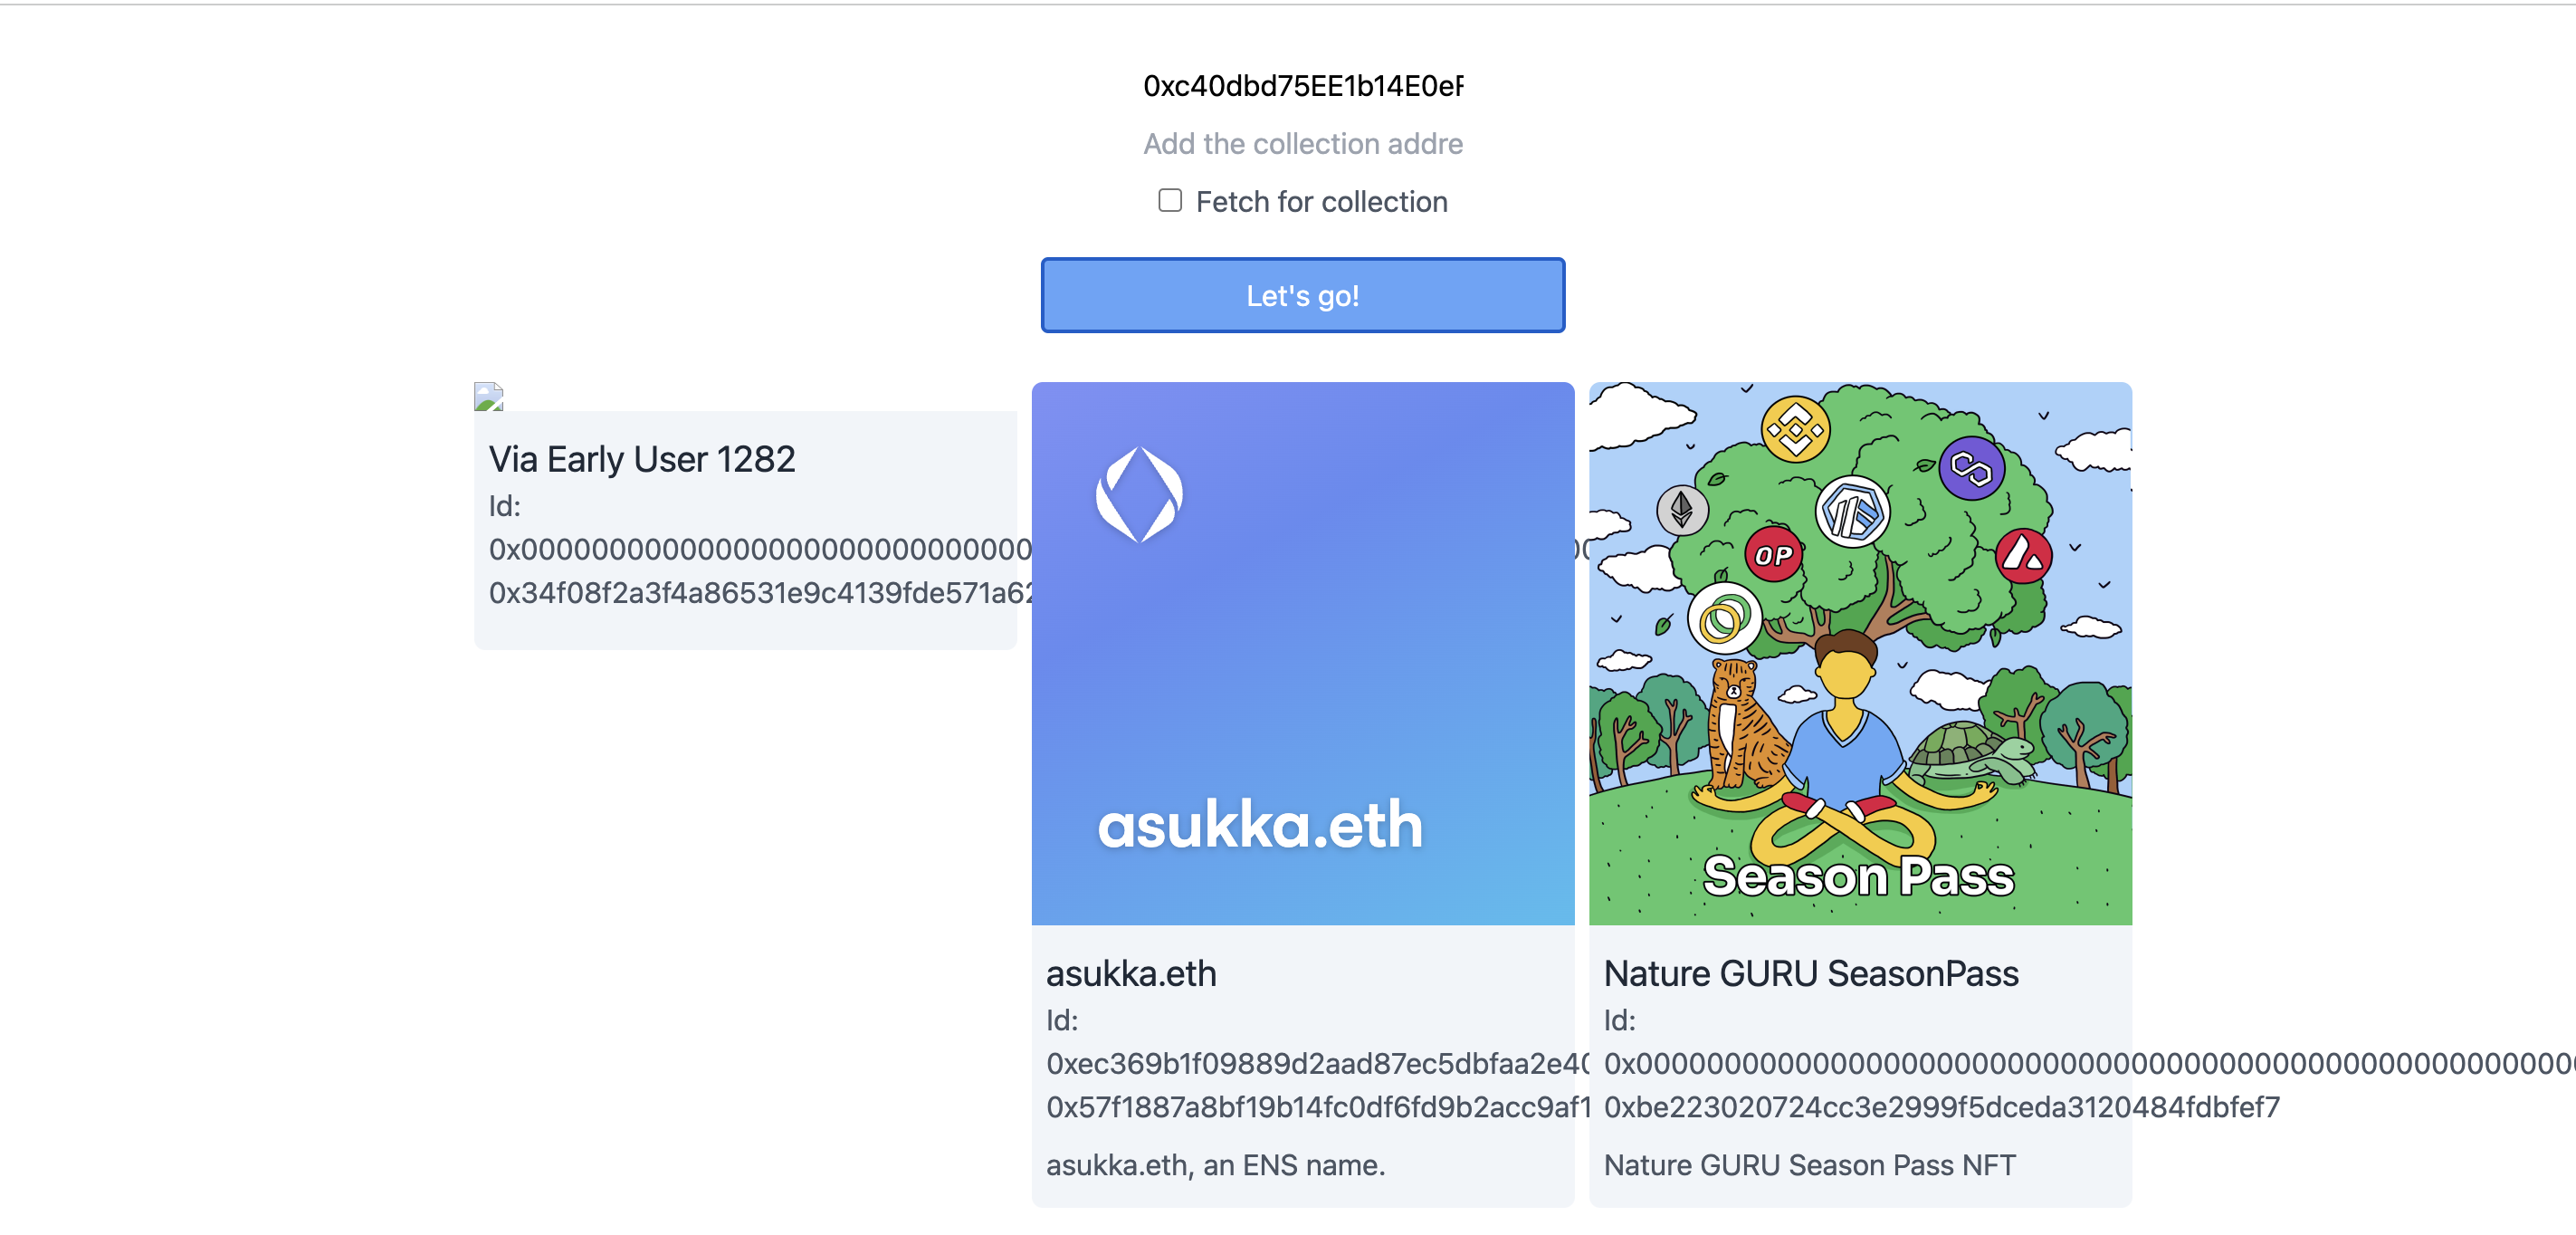 0xc40dbd75EE1b14E0eF
Add the collection addre
Fetch for collection
Let's go!
Via Early User 1282
Id:
0x00000000000000000000000000000
0x34f08f2a3f4a86531e9c4139fde571a62
OP
asukka.eth
Season Pass
asukka.eth
Id:
0xec369b1f09889d2aad87ec5dbfaa2e40
0x57f1887a8bf19b14fc0df6fd9b2acc9af1
asukka.eth, an ENS name.
Nature GURU SeasonPass
Id:
0x00000000000000000000000000000000000000000000000000000
0xbe223020724cc3e2999f5dceda3120484fdbfef7
Nature GURU Season Pass NFT